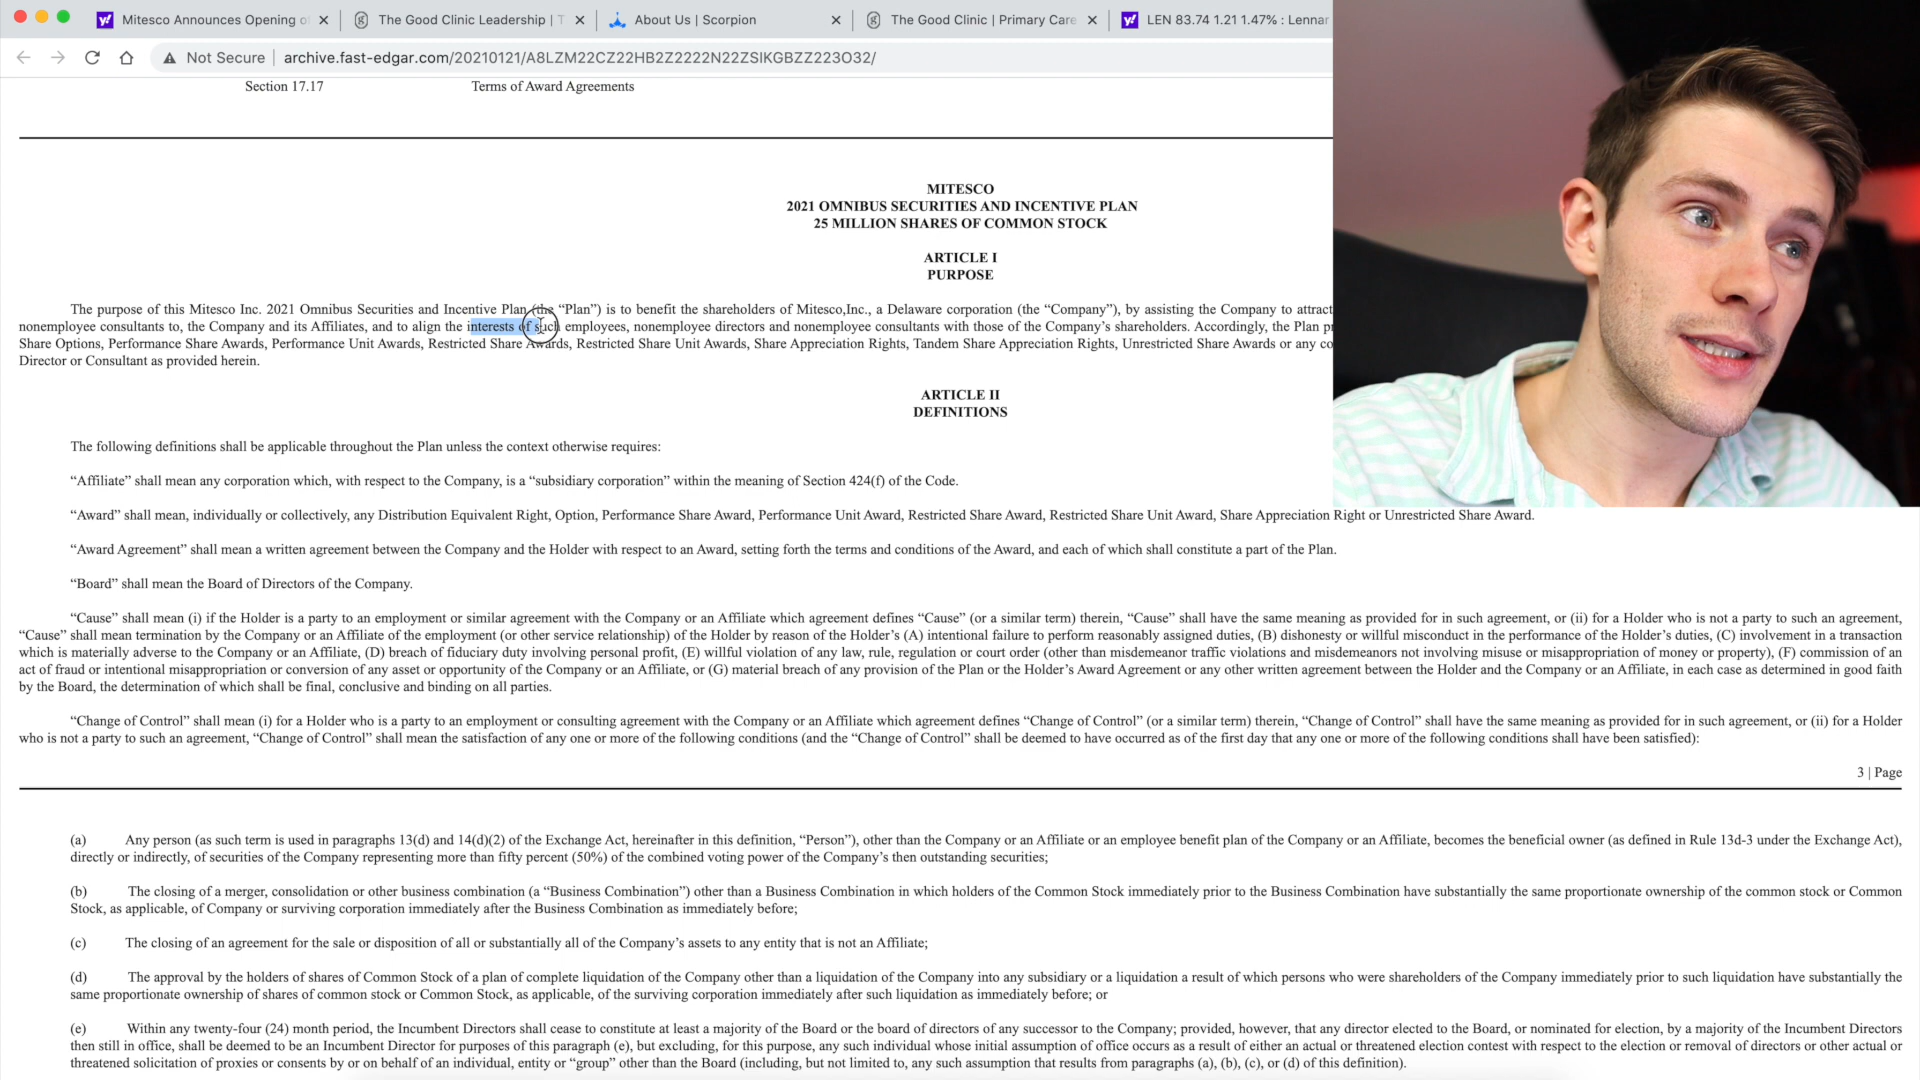 Mitesco Announces Opening o
The Good Clinic Leadership | T
About Us | Scorpion
The Good Clinic | Primary Care
LEN 83.74 1.21 1.47% : Lennar
Not Secure | archive.fast-edgar.com/20210121/A8LZM22CZ22HB2Z2222N22ZSIKGBZZ223O32/
Section 17.17 Terms of Award Agreements
MITESCO
2021 OMNIBUS SECURITIES AND INCENTIVE PLAN
25 MILLION SHARES OF COMMON STOCK
ARTICLE I
PURPOSE
The purpose of this Mitesco Inc. 2021 Omnibus Securities and Incentive Plan (the “Plan”) is to benefit the shareholders of Mitesco,Inc., a Delaware corporation (the “Company”), by assisting the Company to attract
nonemployee consultants to, the Company and its Affiliates, and to align the interests of such employees, nonemployee directors and nonemployee consultants with those of the Company’s shareholders. Accordingly, the Plan pr
Share Options, Performance Share Awards, Performance Unit Awards, Restricted Share Awards, Restricted Share Unit Awards, Share Appreciation Rights, Tandem Share Appreciation Rights, Unrestricted Share Awards or any co
Director or Consultant as provided herein.
ARTICLE II
DEFINITIONS
The following definitions shall be applicable throughout the Plan unless the context otherwise requires:
“Affiliate” shall mean any corporation which, with respect to the Company, is a “subsidiary corporation” within the meaning of Section 424(f) of the Code.
“Award” shall mean, individually or collectively, any Distribution Equivalent Right, Option, Performance Share Award, Performance Unit Award, Restricted Share Award, Restricted Share Unit Award, Share Appreciation Right or Unrestricted Share Award.
“Award Agreement” shall mean a written agreement between the Company and the Holder with respect to an Award, setting forth the terms and conditions of the Award, and each of which shall constitute a part of the Plan.
“Board” shall mean the Board of Directors of the Company.
“Cause” shall mean (i) if the Holder is a party to an employment or similar agreement with the Company or an Affiliate which agreement defines “Cause” (or a similar term) therein, “Cause” shall have the same meaning as provided for in such agreement, or (ii) for a Holder who is not a party to such an agreement,
“Cause” shall mean termination by the Company or an Affiliate of the employment (or other service relationship) of the Holder by reason of the Holder’s (A) intentional failure to perform reasonably assigned duties, (B) dishonesty or willful misconduct in the performance of the Holder’s duties, (C) involvement in a transaction
which is materially adverse to the Company or an Affiliate, (D) breach of fiduciary duty involving personal profit, (E) willful violation of any law, rule, regulation or court order (other than misdemeanor traffic violations and misdemeanors not involving misuse or misappropriation of money or property), (F) commission of an
act of fraud or intentional misappropriation or conversion of any asset or opportunity of the Company or an Affiliate, or (G) material breach of any provision of the Plan or the Holder’s Award Agreement or any other written agreement between the Holder and the Company or an Affiliate, in each case as determined in good faith
by the Board, the determination of which shall be final, conclusive and binding on all parties.
“Change of Control” shall mean (i) for a Holder who is a party to an employment or consulting agreement with the Company or an Affiliate which agreement defines “Change of Control” (or a similar term) therein, “Change of Control” shall have the same meaning as provided for in such agreement, or (ii) for a Holder
who is not a party to such an agreement, “Change of Control” shall mean the satisfaction of any one or more of the following conditions (and the “Change of Control” shall be deemed to have occurred as of the first day that any one or more of the following conditions shall have been satisfied):
3 | Page
(a) Any person (as such term is used in paragraphs 13(d) and 14(d)(2) of the Exchange Act, hereinafter in this definition, “Person”), other than the Company or an Affiliate or an employee benefit plan of the Company or an Affiliate, becomes the beneficial owner (as defined in Rule 13d-3 under the Exchange Act),
directly or indirectly, of securities of the Company representing more than fifty percent (50%) of the combined voting power of the Company’s then outstanding securities;
(b) The closing of a merger, consolidation or other business combination (a “Business Combination”) other than a Business Combination in which holders of the Common Stock immediately prior to the Business Combination have substantially the same proportionate ownership of the common stock or Common
Stock, as applicable, of Company or surviving corporation immediately after the Business Combination as immediately before;
(c) The closing of an agreement for the sale or disposition of all or substantially all of the Company’s assets to any entity that is not an Affiliate;
(d) The approval by the holders of shares of Common Stock of a plan of complete liquidation of the Company other than a liquidation of the Company into any subsidiary or a liquidation a result of which persons who were shareholders of the Company immediately prior to such liquidation have substantially the
same proportionate ownership of shares of common stock or Common Stock, as applicable, of the surviving corporation immediately after such liquidation as immediately before; or
(e) Within any twenty-four (24) month period, the Incumbent Directors shall cease to constitute at least a majority of the Board or the board of directors of any successor to the Company; provided, however, that any director elected to the Board, or nominated for election, by a majority of the Incumbent Directors
then still in office, shall be deemed to be an Incumbent Director for purposes of this paragraph (e), but excluding, for this purpose, any such individual whose initial assumption of office occurs as a result of either an actual or threatened election contest with respect to the election or removal of directors or other actual or
threatened solicitation of proxies or consents by or on behalf of an individual, entity or “group” other than the Board (including, but not limited to, any such assumption that results from paragraphs (a), (b), (c), or (d) of this definition).